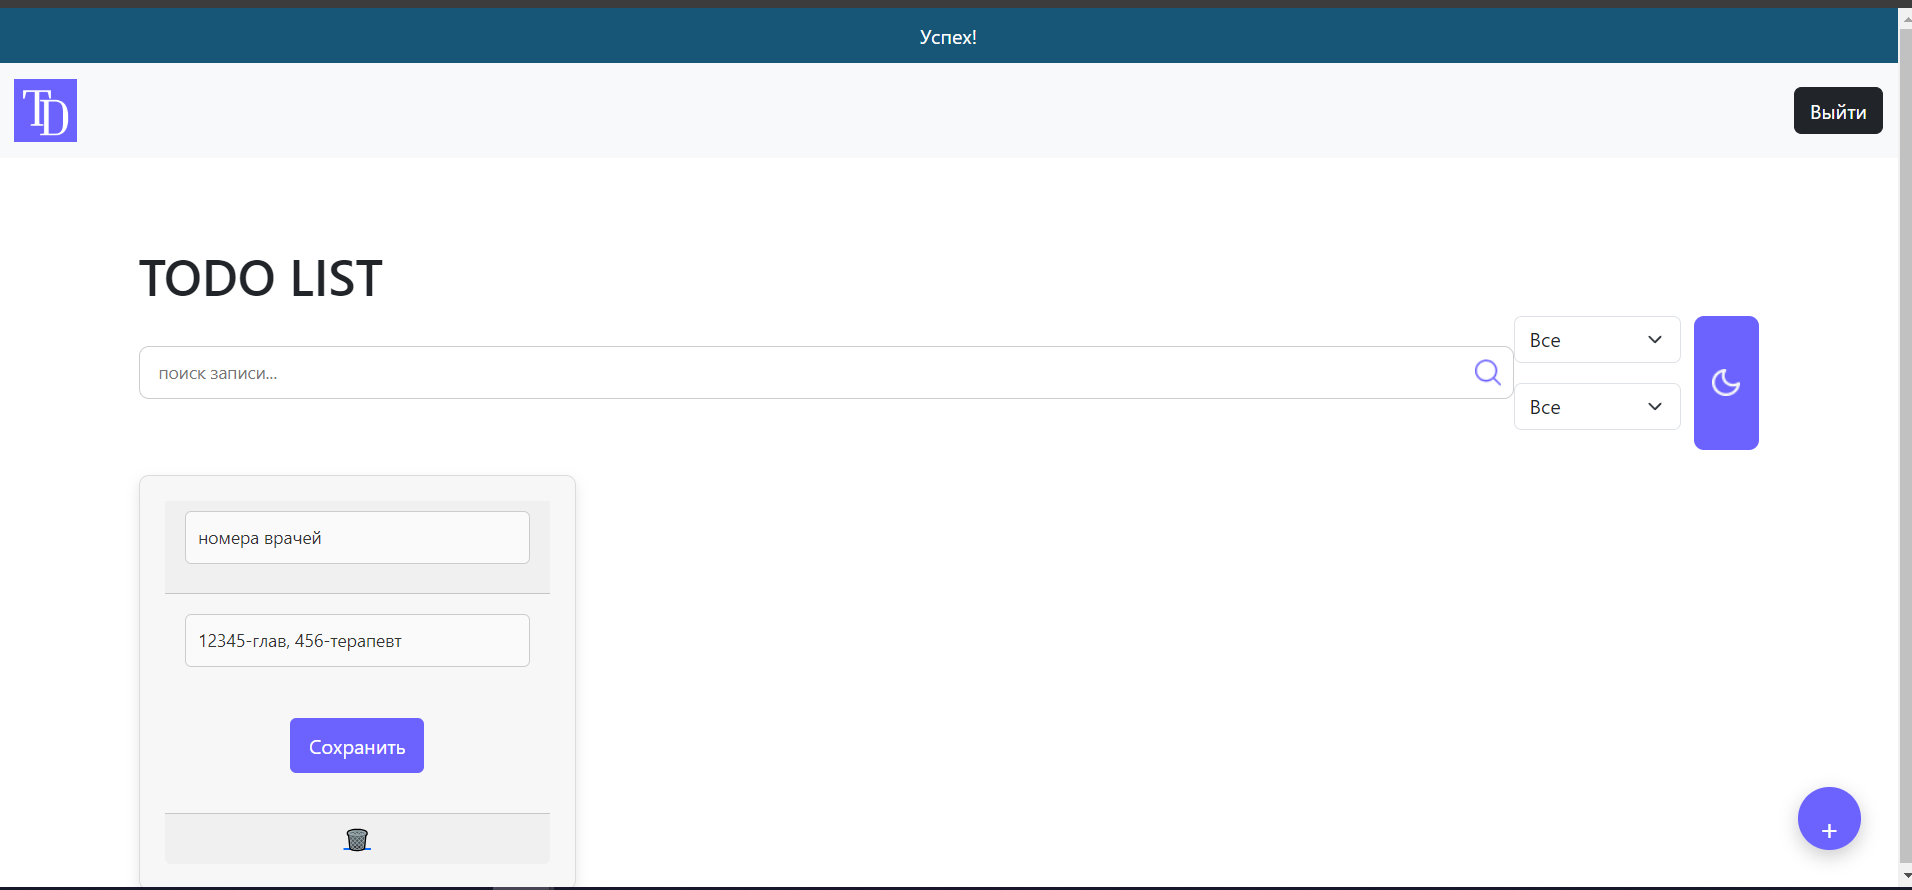 Успех!
TD
Выйти
TODO LIST
поиск записи...
Все
Все
номера врачей
12345-глав, 456-терапевт
Сохранить
+